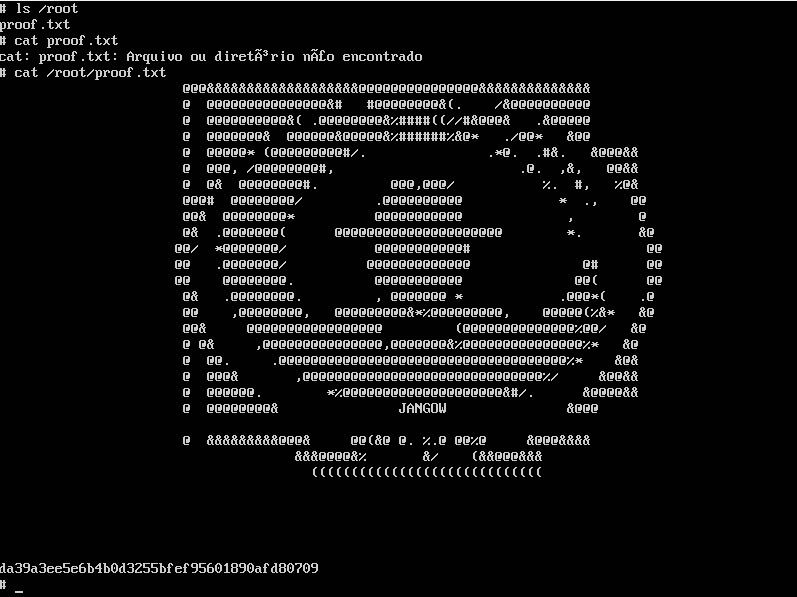 # ls /root
proof.txt
# cat proof.txt
cat: proof.txt: Arquivo ou diretÃ³rio nÃ£o encontrado
# cat /root/proof.txt
JANGOW
da39a3ee5e6b4b0d3255bfef95601890afd80709
# _